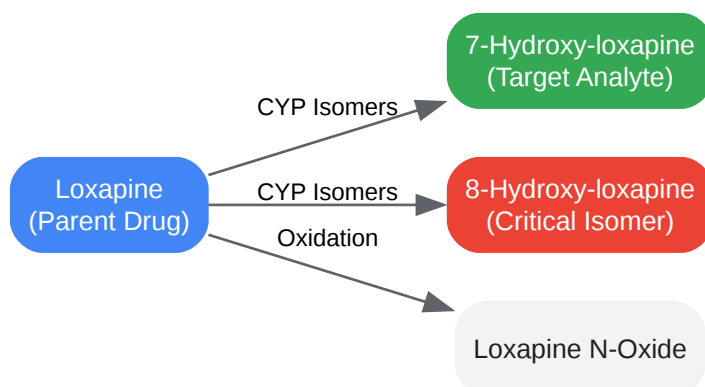 7-Hydroxy-loxapine
(Target Analyte)
CYP Isomers
Loxapine
(Parent Drug)
CYP Isomers
8-Hydroxy-loxapine
(Critical Isomer)
Oxidation
Loxapine N-Oxide